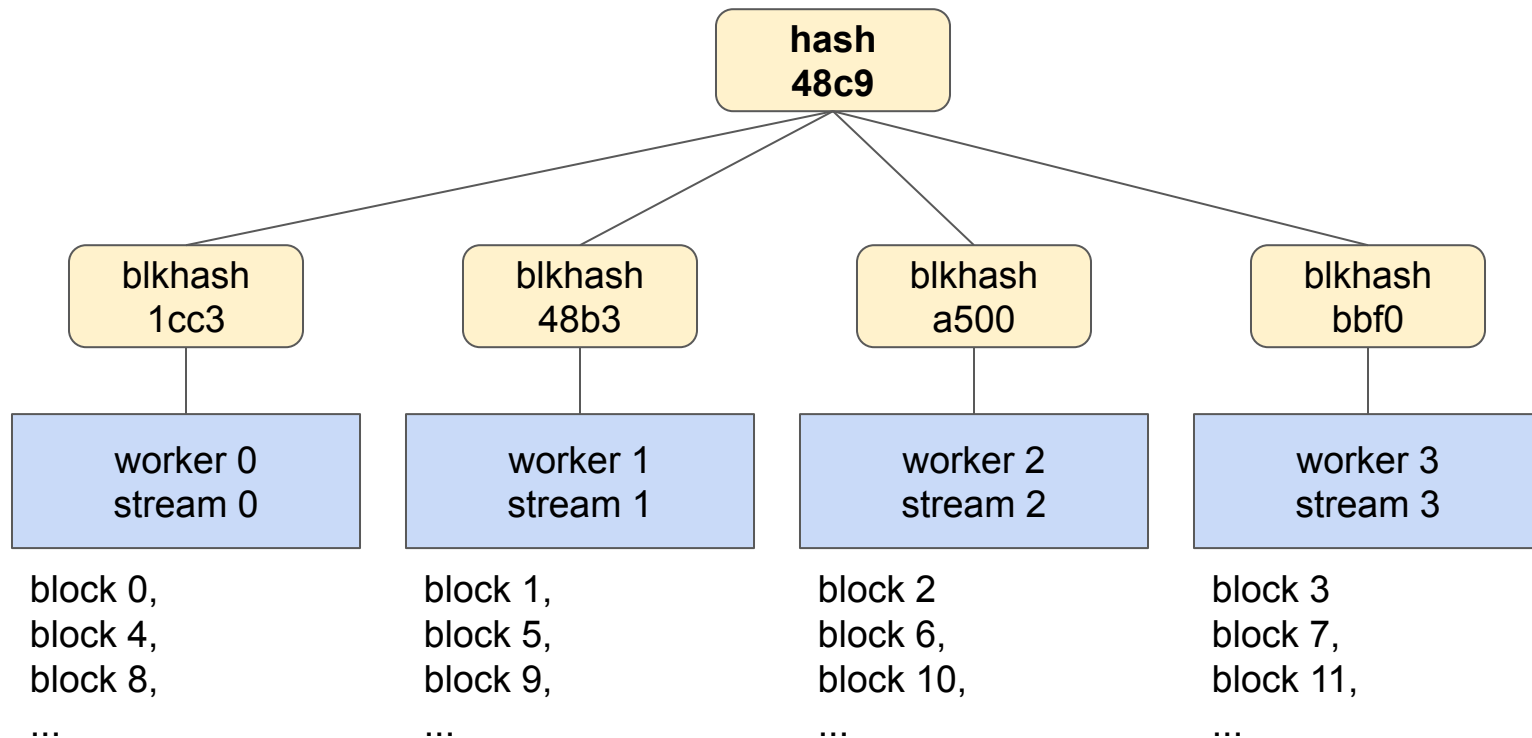 hash
48c9
blkhash
1cc3
blkhash
48b3
blkhash
a500
blkhash
bbf0
worker 0
stream 0
worker 1
stream 1
worker 2
stream 2
worker 3
stream 3
block 0,
block 4,
block 8,
...
block 1,
block 5,
block 9,
...
block 2
block 6,
block 10,
...
block 3
block 7,
block 11,
...